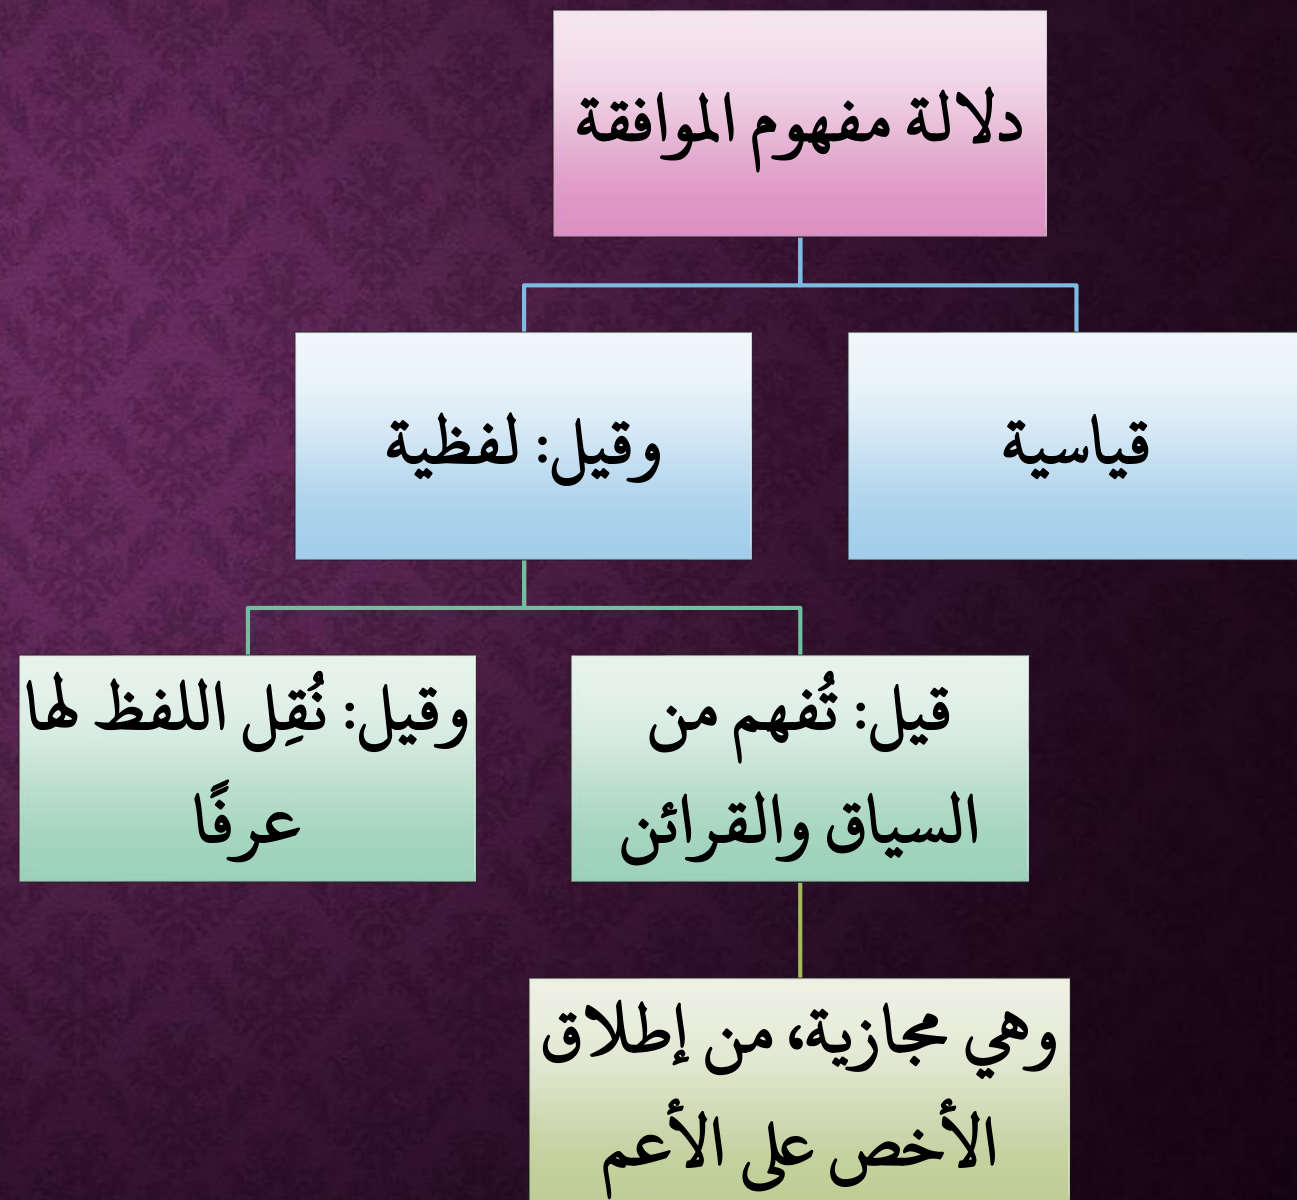 دلالة مفهوم الموافقة
قياسية
وقيل: لفظية
قيل: تُفهم من
السياق والقرائن
وقيل: نُقِل اللفظ لها
عرفًا
وهي مجازية، من إطلاق
الأخص على الأعم